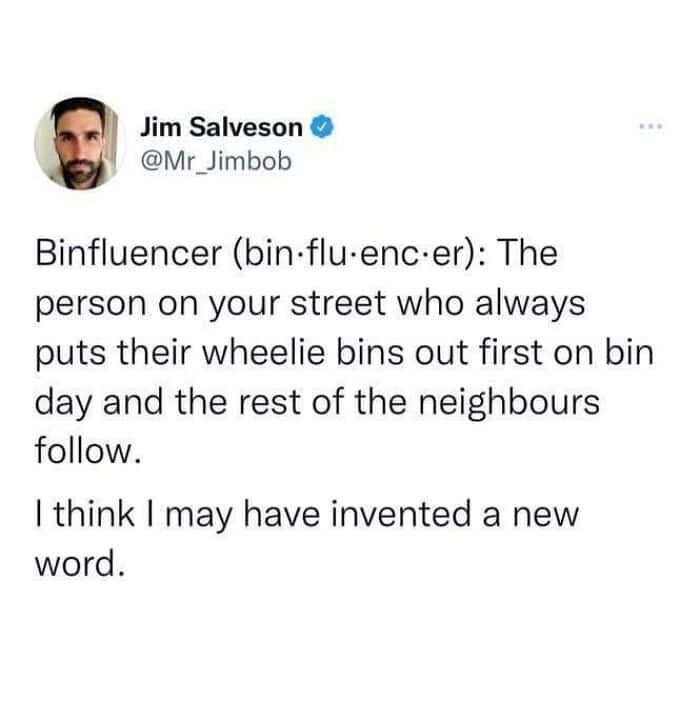 Jim Salveson
@Mr_Jimbob
Binfluencer (bin·flu·enc·er): The
person on your street who always
puts their wheelie bins out first on bin
day and the rest of the neighbours
follow.
I think I may have invented a new
word.